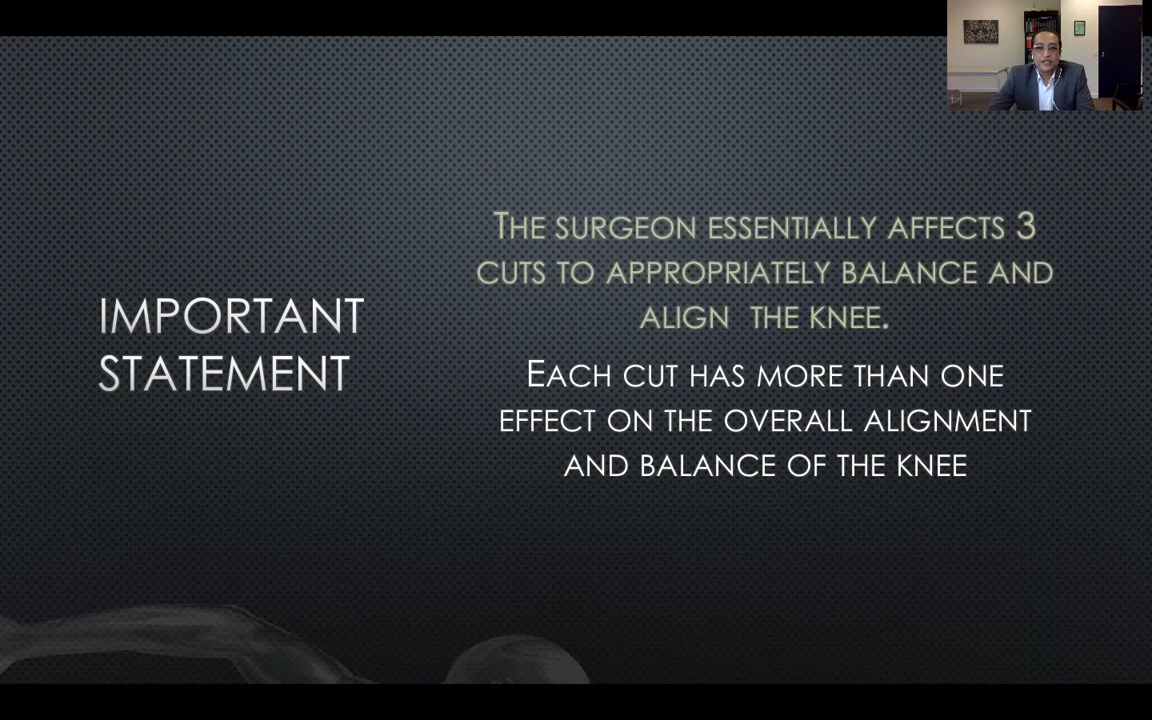 IMPORTANT
STATEMENT
THE SURGEON ESSENTIALLY AFFECTS 3
CUTS TO APPROPRIATELY BALANCE AND
ALIGN THE KNEE.
EACH CUT HAS MORE THAN ONE
EFFECT ON THE OVERALL ALIGNMENT
AND BALANCE OF THE KNEE